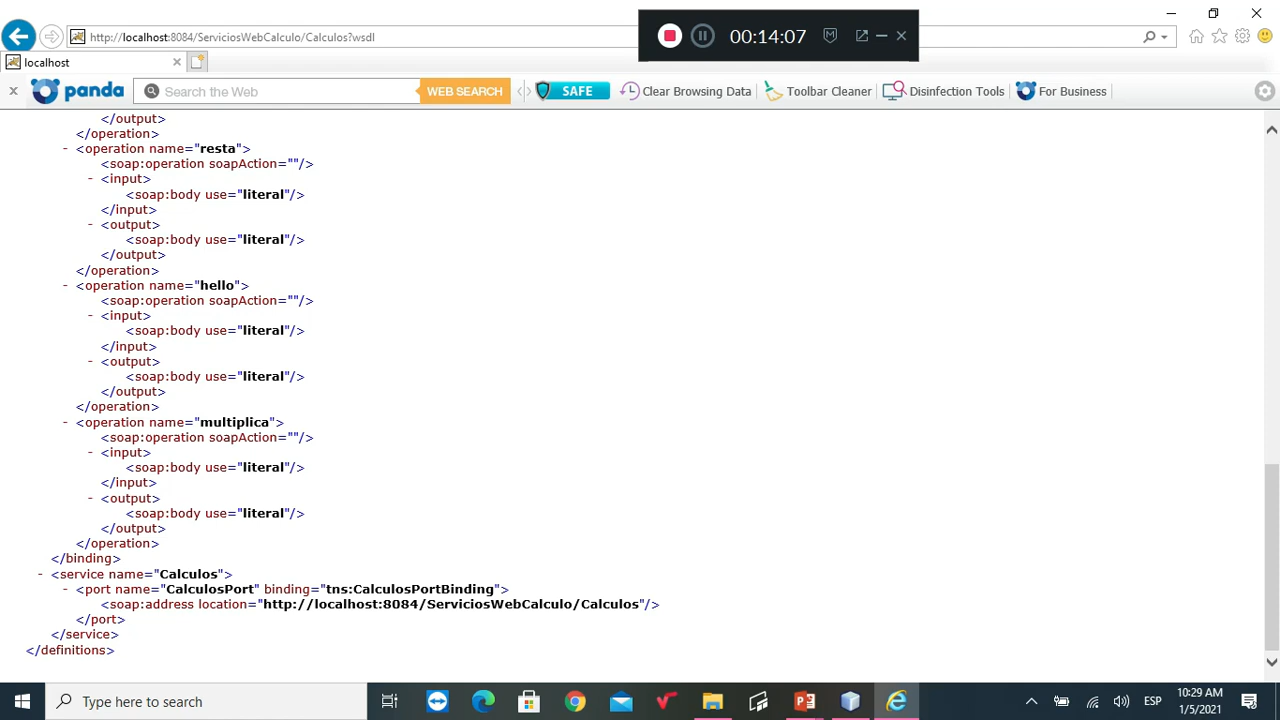 00:14:07
http://localhost:8084/ServiciosWebCalculo/Calculos?wsdl
localhost
panda Search the Web WEB SEARCH SAFE Clear Browsing Data Toolbar Cleaner Disinfection Tools For Business
</output>
</operation>
- <operation name="resta">
<soap:operation soapAction=""/>
- <input>
<soap:body use="literal"/>
</input>
- <output>
<soap:body use="literal"/>
</output>
</operation>
- <operation name="hello">
<soap:operation soapAction=""/>
- <input>
<soap:body use="literal"/>
</input>
- <output>
<soap:body use="literal"/>
</output>
</operation>
- <operation name="multiplica">
<soap:operation soapAction=""/>
- <input>
<soap:body use="literal"/>
</input>
- <output>
<soap:body use="literal"/>
</output>
</operation>
</binding>
- <service name="Calculos">
- <port name="CalculosPort" binding="tns:CalculosPortBinding">
<soap:address location="http://localhost:8084/ServiciosWebCalculo/Calculos"/>
</port>
</service>
</definitions>
Type here to search
ESP
10:29 AM
1/5/2021